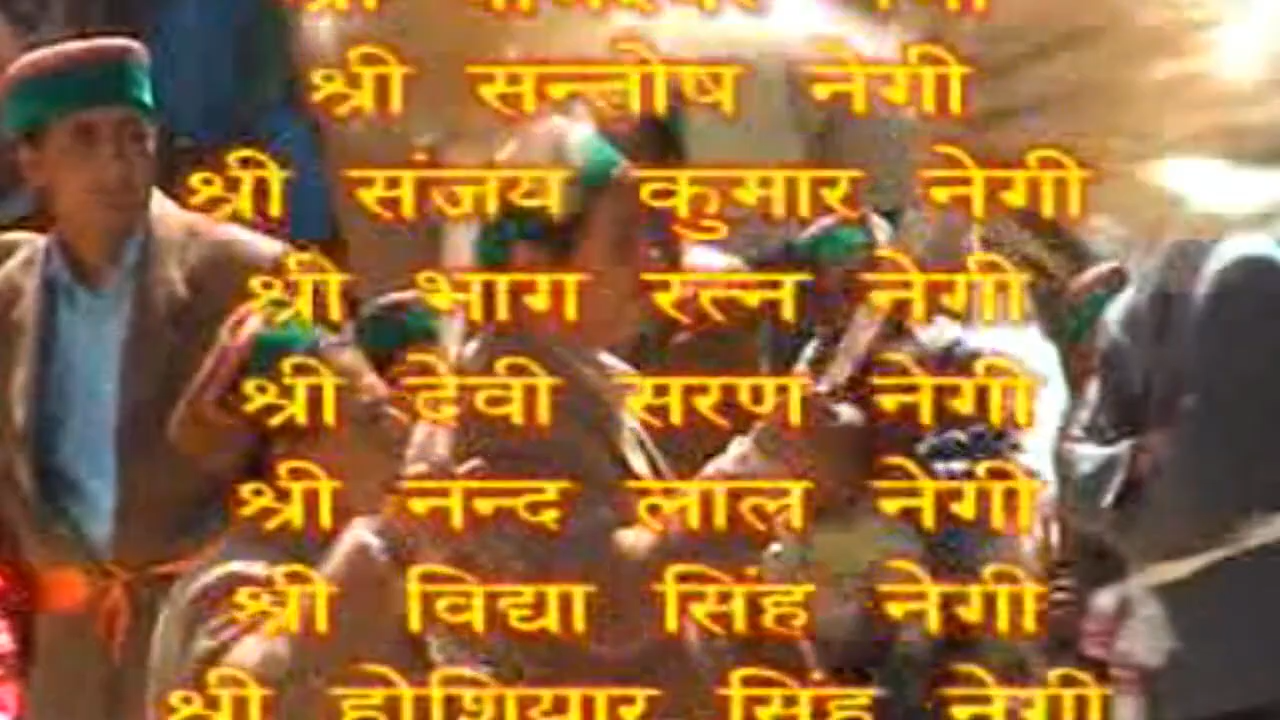 श्री सन्तोष नेगी
श्री संजय कुमार नेगी
श्री भाग रत्न नेगी
श्री देवी सरण नेगी
श्री नन्द लाल नेगी
श्री विद्या सिंह नेगी
श्री होशियार सिंह नेगी